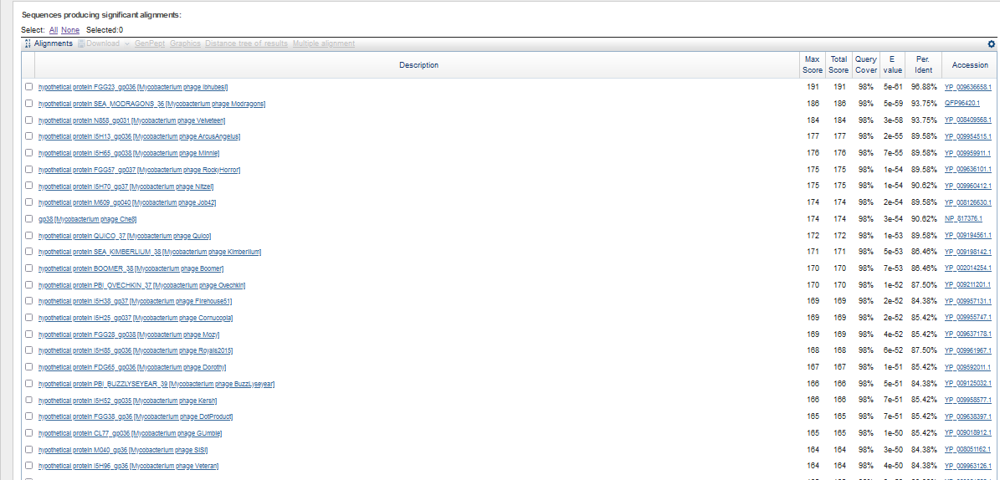 Sequences producing significant alignments:
Select: All None Selected:0
Alignments Download GenPept Graphics Distance tree of results Multiple alignment
Description Max Score Total Score Query Cover E value Per. Ident Accession
hypothetical protein FGG23_gp036 [Mycobacterium phage Ibhubesi] 191 191 98% 5e-61 96.88% YP_009636658.1
hypothetical protein SEA_MODRAGONS_36 [Mycobacterium phage Modragons] 186 186 98% 5e-59 93.75% QFP96420.1
hypothetical protein N858_gp031 [Mycobacterium phage Velveteen] 184 184 98% 3e-58 93.75% YP_008409568.1
hypothetical protein I5H13_gp036 [Mycobacterium phage ArcusAngelus] 177 177 98% 2e-55 89.58% YP_009954515.1
hypothetical protein I5H65_gp038 [Mycobacterium phage Minnie] 176 176 98% 7e-55 89.58% YP_009959911.1
hypothetical protein FGG57_gp037 [Mycobacterium phage RockyHorror] 175 175 98% 1e-54 89.58% YP_009636101.1
hypothetical protein I5H70_gp37 [Mycobacterium phage Nitzel] 175 175 98% 1e-54 90.62% YP_009960412.1
hypothetical protein M609_gp040 [Mycobacterium phage Job42] 174 174 98% 2e-54 89.58% YP_008126630.1
gp38 [Mycobacterium phage Che8] 174 174 98% 3e-54 90.62% NP_817376.1
hypothetical protein QUICO_37 [Mycobacterium phage Quico] 172 172 98% 1e-53 89.58% YP_009194561.1
hypothetical protein SEA_KIMBERLIUM_38 [Mycobacterium phage Kimberlium] 171 171 98% 5e-53 86.46% YP_009198142.1
hypothetical protein BOOMER_38 [Mycobacterium phage Boomer] 170 170 98% 7e-53 86.46% YP_002014254.1
hypothetical protein PBI_OVECHKIN_37 [Mycobacterium phage Ovechkin] 170 170 98% 1e-52 87.50% YP_009211201.1
hypothetical protein I5H38_gp37 [Mycobacterium phage Firehouse51] 169 169 98% 2e-52 84.38% YP_009957131.1
hypothetical protein I5H25_gp037 [Mycobacterium phage Cornucopia] 169 169 98% 2e-52 85.42% YP_009955747.1
hypothetical protein FGG28_gp038 [Mycobacterium phage Mozy] 169 169 98% 4e-52 85.42% YP_009637178.1
hypothetical protein I5H85_gp036 [Mycobacterium phage Royals2015] 168 168 98% 6e-52 87.50% YP_009961967.1
hypothetical protein FDG65_gp036 [Mycobacterium phage Dorothy] 167 167 98% 1e-51 85.42% YP_009592011.1
hypothetical protein PBI_BUZZLYSEYEAR_39 [Mycobacterium phage BuzzLyseyear] 166 166 98% 5e-51 84.38% YP_009125032.1
hypothetical protein I5H52_gp035 [Mycobacterium phage Kersh] 166 166 98% 7e-51 85.42% YP_009958577.1
hypothetical protein FGG38_gp36 [Mycobacterium phage DotProduct] 165 165 98% 7e-51 85.42% YP_009638397.1
hypothetical protein CL77_gp036 [Mycobacterium phage GUmbie] 165 165 98% 1e-50 85.42% YP_009018912.1
hypothetical protein M040_gp36 [Mycobacterium phage SiSi] 164 164 98% 3e-50 84.38% YP_008051162.1
hypothetical protein I5H96_gp36 [Mycobacterium phage Veteran] 164 164 98% 4e-50 84.38% YP_009963126.1